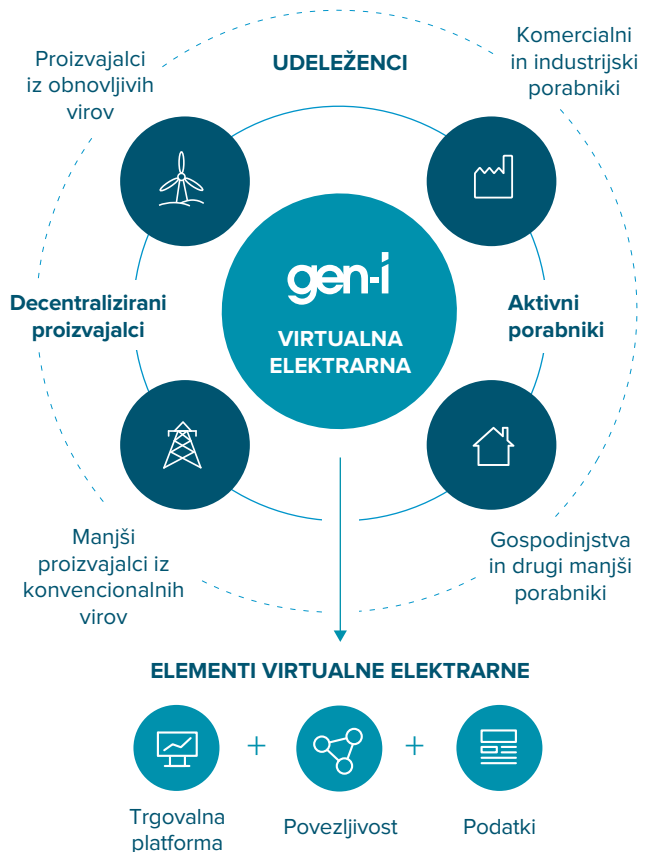 Proizvajalci
iz obnovljivih
virov
UDELEŽENCI
Komercialni
in industrijski
porabniki
Decentralizirani
proizvajalci
gen-i
VIRTUALNA
ELEKTRARNA
Aktivni
porabniki
Manjši
proizvajalci iz
konvencionalnih
virov
Gospodinjstva
in drugi manjši
porabniki
ELEMENTI VIRTUALNE ELEKTRARNE
+ +
Trgovalna
platforma
Povezljivost
Podatki